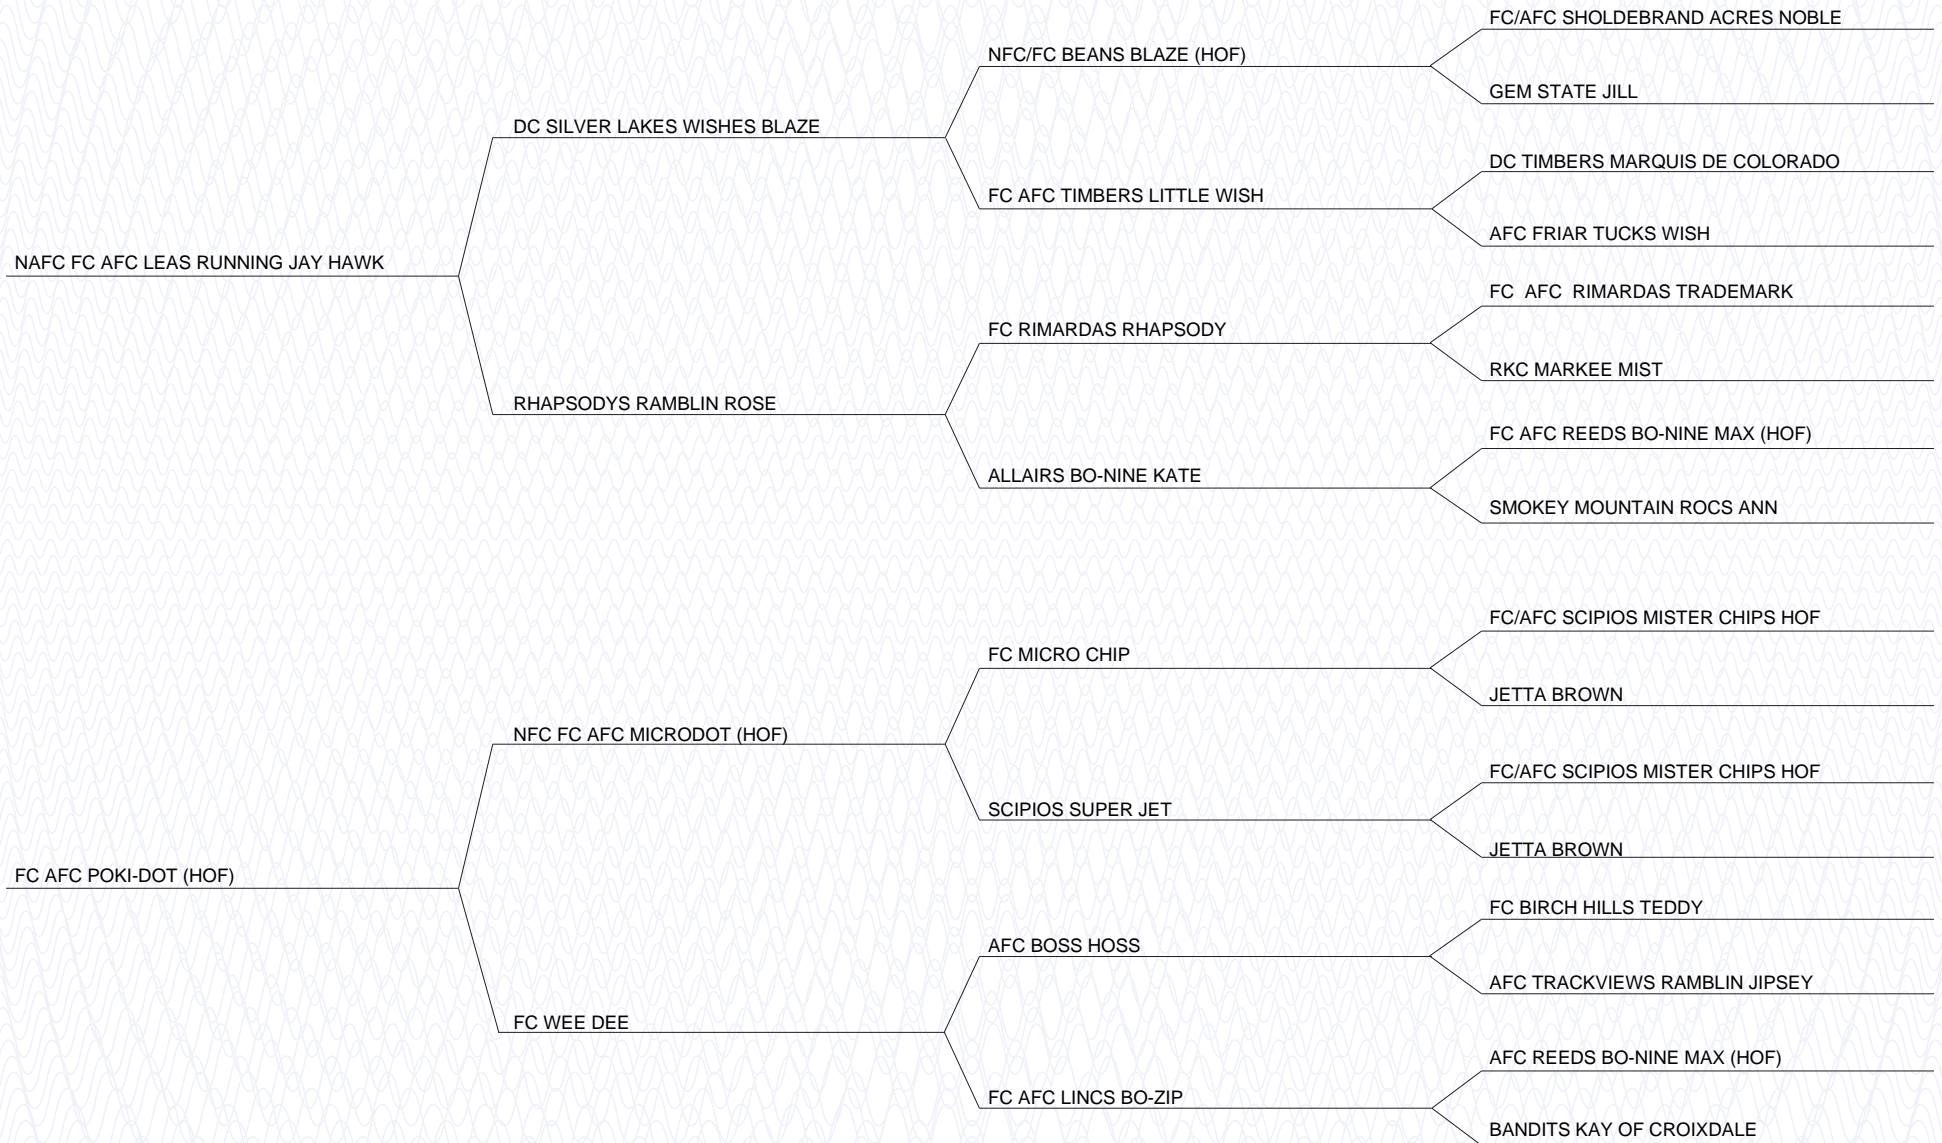 FC/AFC SHOLDEBRAND ACRES NOBLE
NFC/FC BEANS BLAZE (HOF)
GEM STATE JILL
DC SILVER LAKES WISHES BLAZE
DC TIMBERS MARQUIS DE COLORADO
FC AFC TIMBERS LITTLE WISH
AFC FRIAR TUCKS WISH
NAFC FC AFC LEAS RUNNING JAY HAWK
FC  AFC  RIMARDAS TRADEMARK
FC RIMARDAS RHAPSODY
RKC MARKEE MIST
RHAPSODYS RAMBLIN ROSE
FC AFC REEDS BO-NINE MAX (HOF)
ALLAIRS BO-NINE KATE
SMOKEY MOUNTAIN ROCS ANN
FC/AFC SCIPIOS MISTER CHIPS HOF
FC MICRO CHIP
JETTA BROWN
NFC FC AFC MICRODOT (HOF)
FC/AFC SCIPIOS MISTER CHIPS HOF
SCIPIOS SUPER JET
JETTA BROWN
FC AFC POKI-DOT (HOF)
FC BIRCH HILLS TEDDY
AFC BOSS HOSS
AFC TRACKVIEWS RAMBLIN JIPSEY
FC WEE DEE
AFC REEDS BO-NINE MAX (HOF)
FC AFC LINCS BO-ZIP
BANDITS KAY OF CROIXDALE